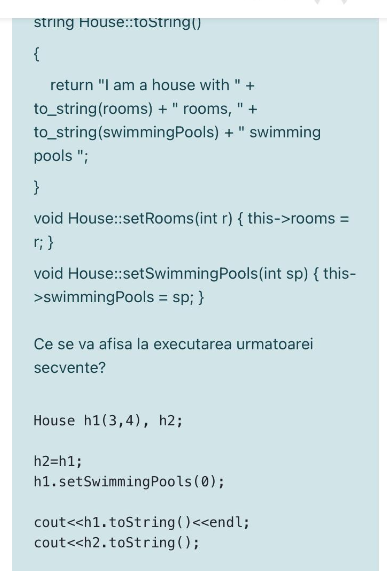 string House::toString()
{
return "I am a house with " +
to_string(rooms) + " rooms, " +
to_string(swimmingPools) + " swimming
pools ";
}
void House::setRooms(int r) { this->rooms =
r; }
void House::setSwimmingPools(int sp) { this-
>swimmingPools = sp; }
Ce se va afisa la executarea urmatoarei
secvente?
House h1(3,4), h2;
h2=h1;
h1.setSwimmingPools(0);
cout<<h1.toString()<<endl;
cout<<h2.toString();